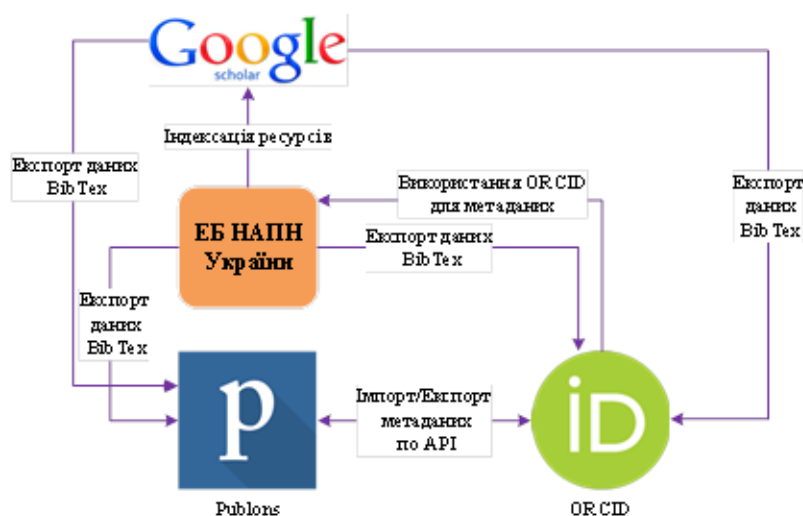 Google
scholar
Індексація ресурсів
Експорт даних
BibTex
Використання ORCID
для метаданих
Експорт
даних
BibTex
ЕБ НАПН
України
Експорт даних
BibTex
Експорт
даних
BibTex
p
Імпорт/Експорт
метаданих
по API
iD
Publons
ORCID